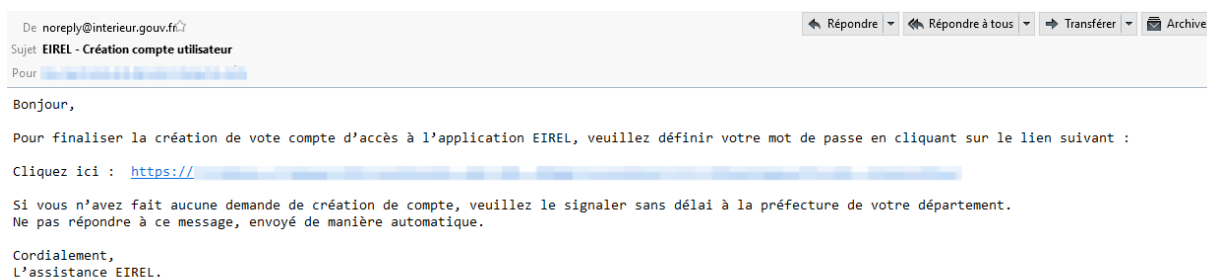 De noreply@interieur.gouv.fr
Répondre Répondre à tous Transférer Archive
Sujet EIREL - Création compte utilisateur
Pour
Bonjour,
Pour finaliser la création de vote compte d’accès à l’application EIREL, veuillez définir votre mot de passe en cliquant sur le lien suivant :
Cliquez ici : https://
Si vous n’avez fait aucune demande de création de compte, veuillez le signaler sans délai à la préfecture de votre département.
Ne pas répondre à ce message, envoyé de manière automatique.
Cordialement,
L’assistance EIREL.